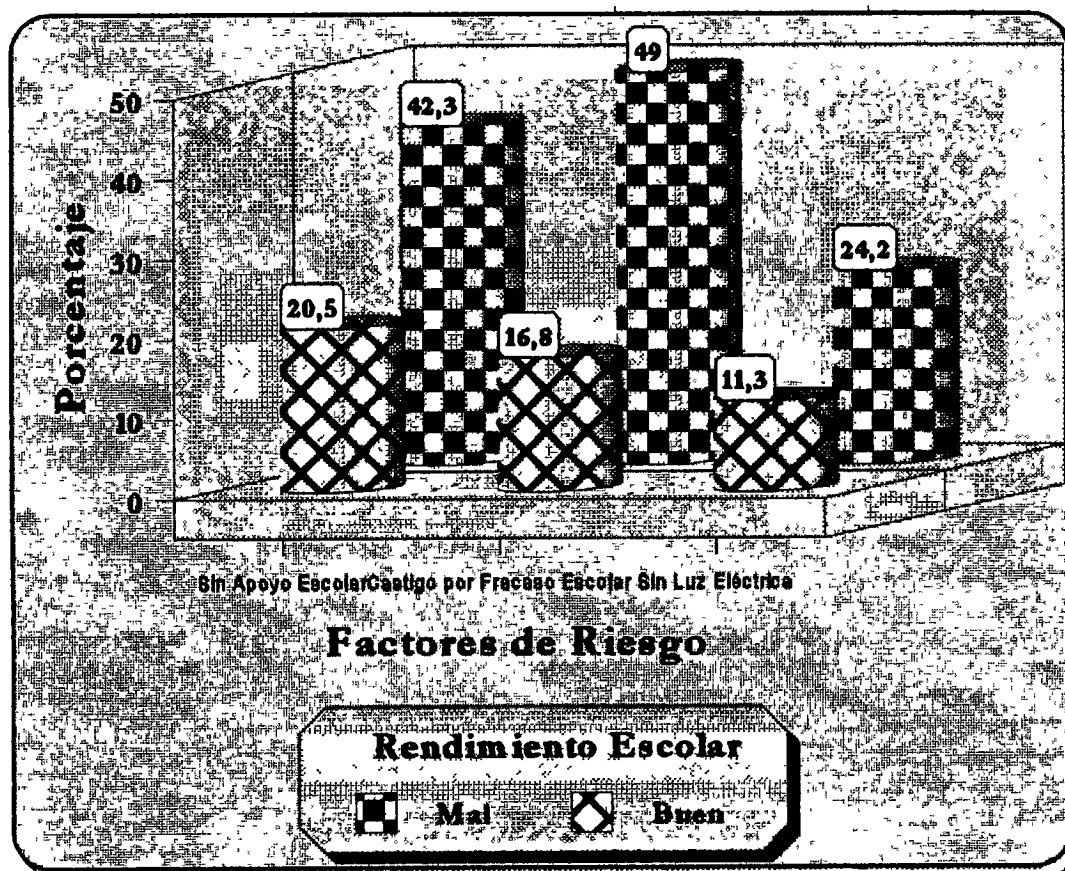 49
42,3
24,2
20,5
16,8
11,3
50
40
30
20
10
0
Porcentaje
Sin Apoyo EscolarCastigo por Fracaso Escolar Sin Luz Eléctrica
Factores de Riesgo
Rendimiento Escolar
Mal Buen